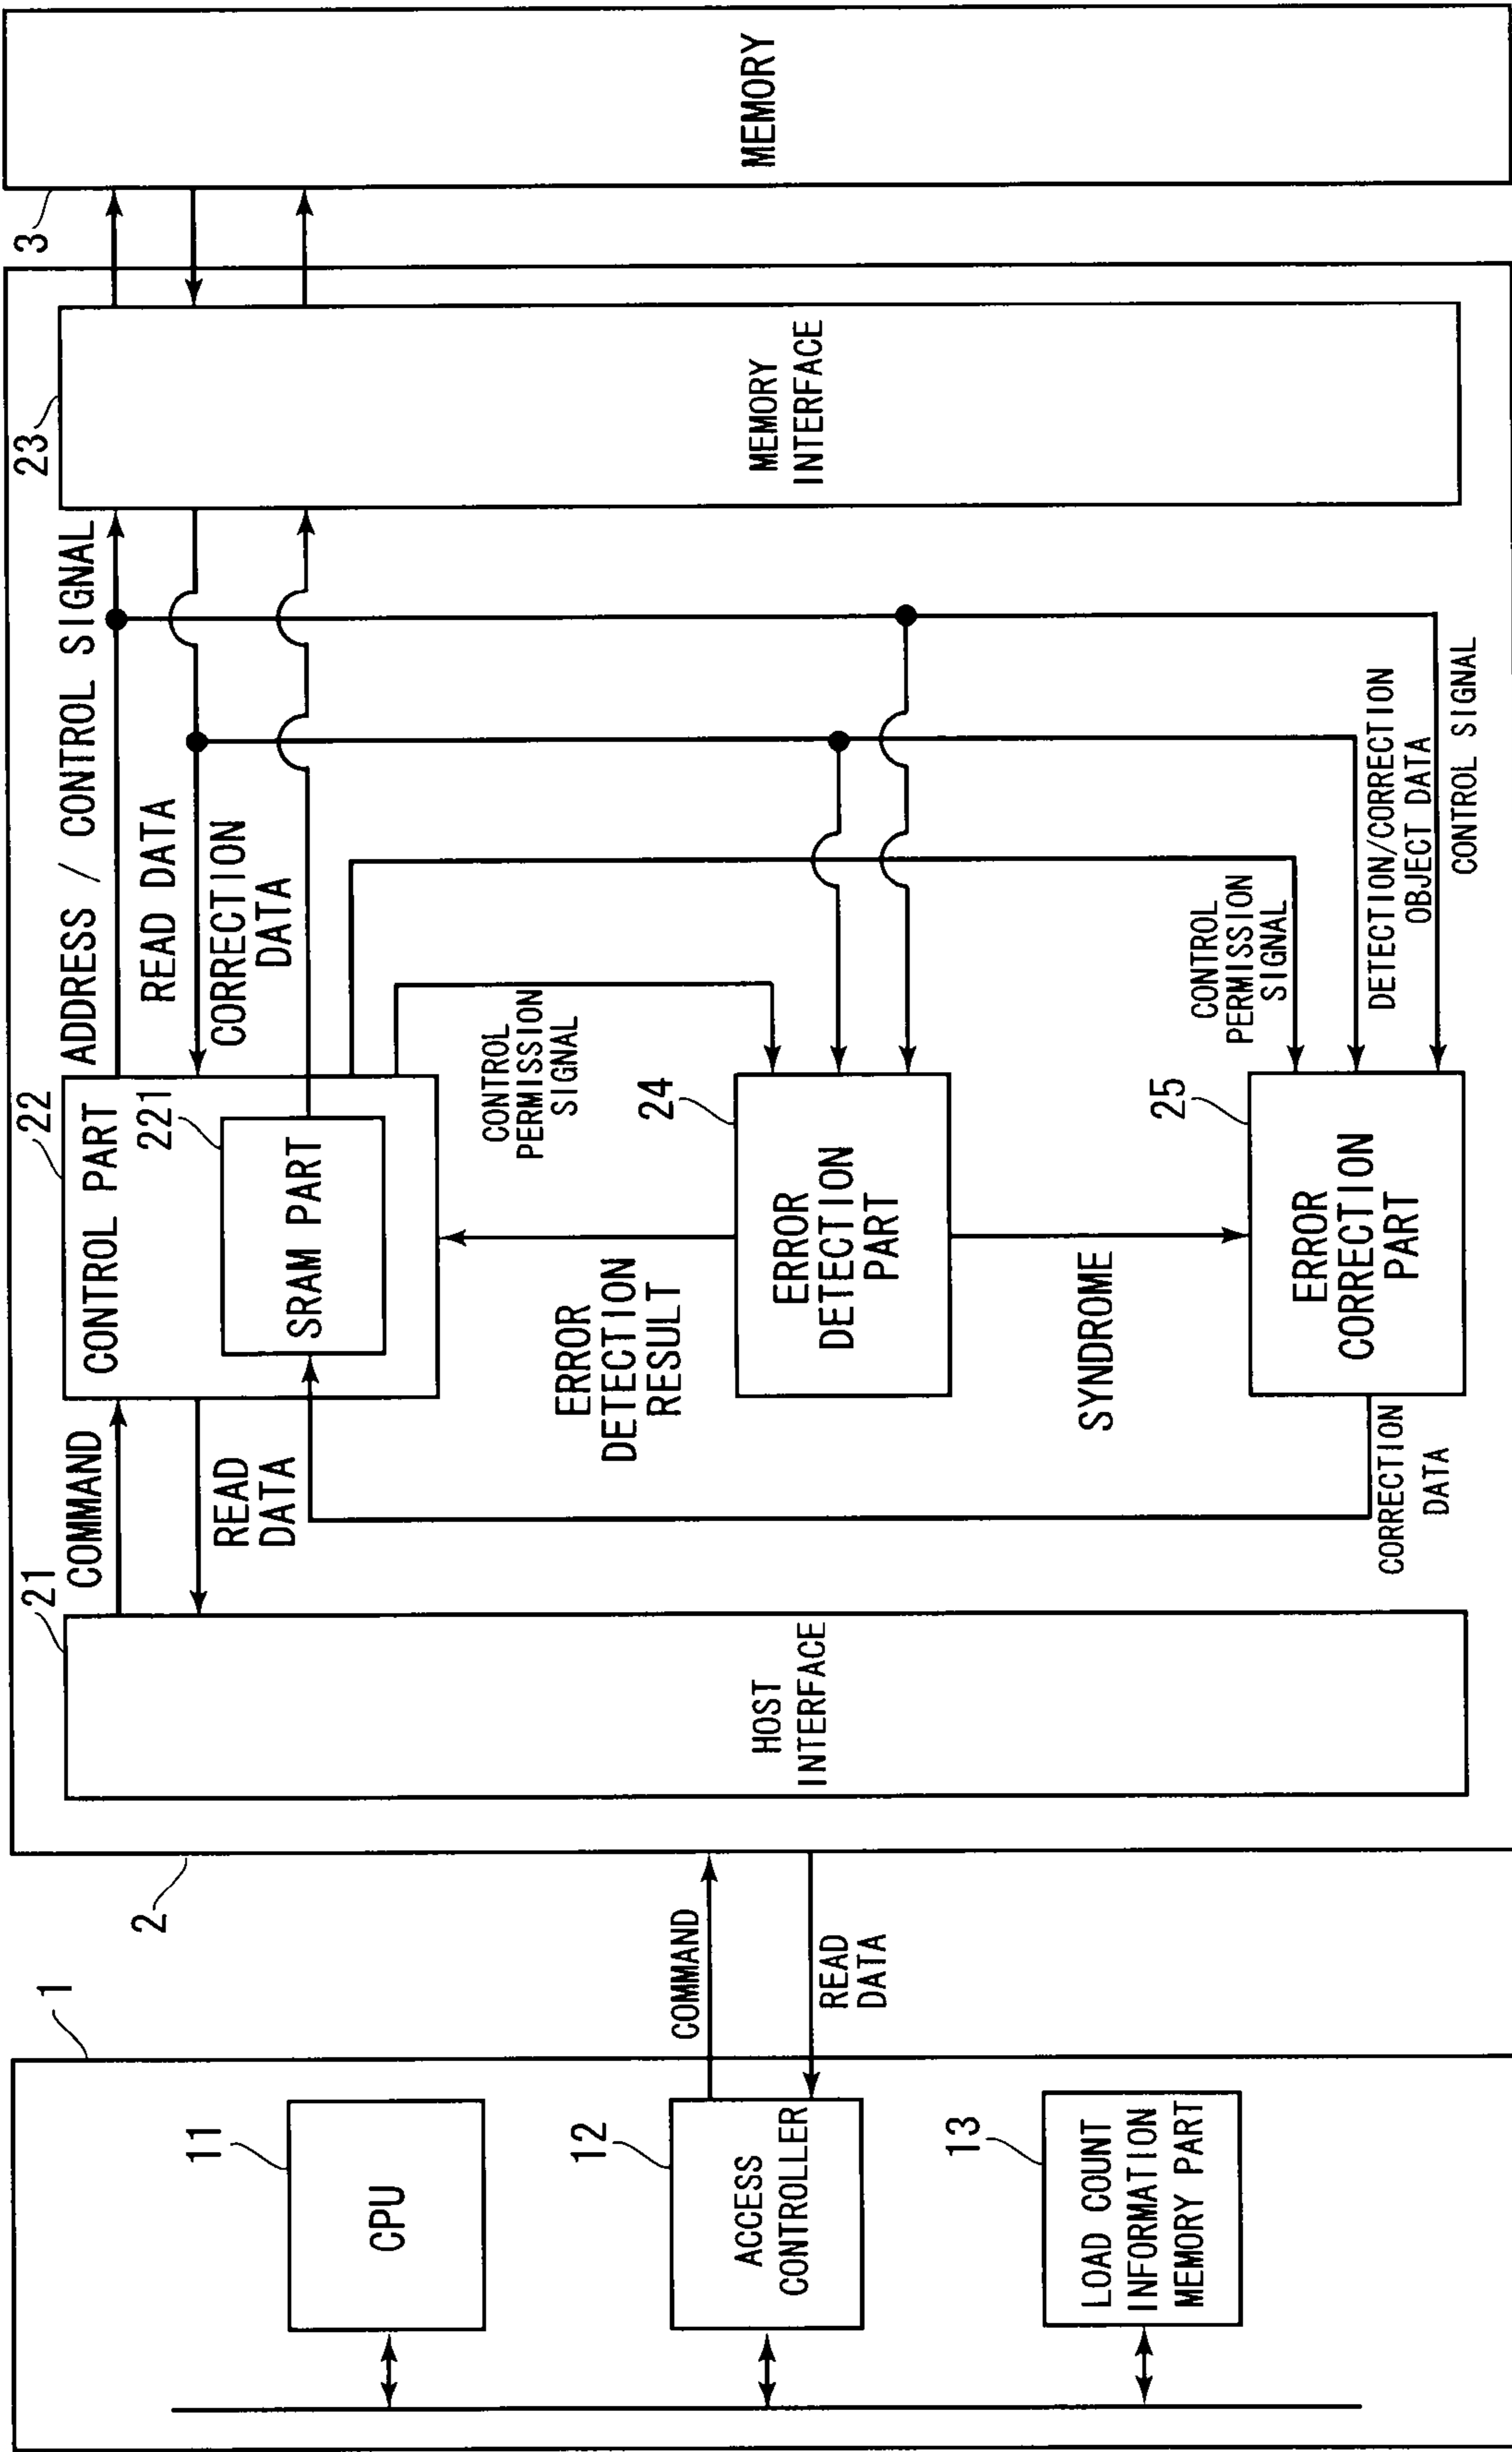 1
11
CPU
12
ACCESS
CONTROLLER
13
LOAD COUNT
INFORMATION
MEMORY PART
COMMAND
READ
DATA
2
21
HOST
INTERFACE
COMMAND
READ
DATA
22
CONTROL PART
221
SRAM PART
ERROR
DETECTION
RESULT
24
ERROR
DETECTION
PART
SYNDROME
25
ERROR
CORRECTION
PART
CORRECTION
DATA
ADDRESS / CONTROL SIGNAL
READ DATA
CORRECTION
DATA
CONTROL
PERMISSION
SIGNAL
CONTROL
PERMISSION
SIGNAL
DETECTION/CORRECTION
OBJECT DATA
CONTROL SIGNAL
23
MEMORY
INTERFACE
3
MEMORY